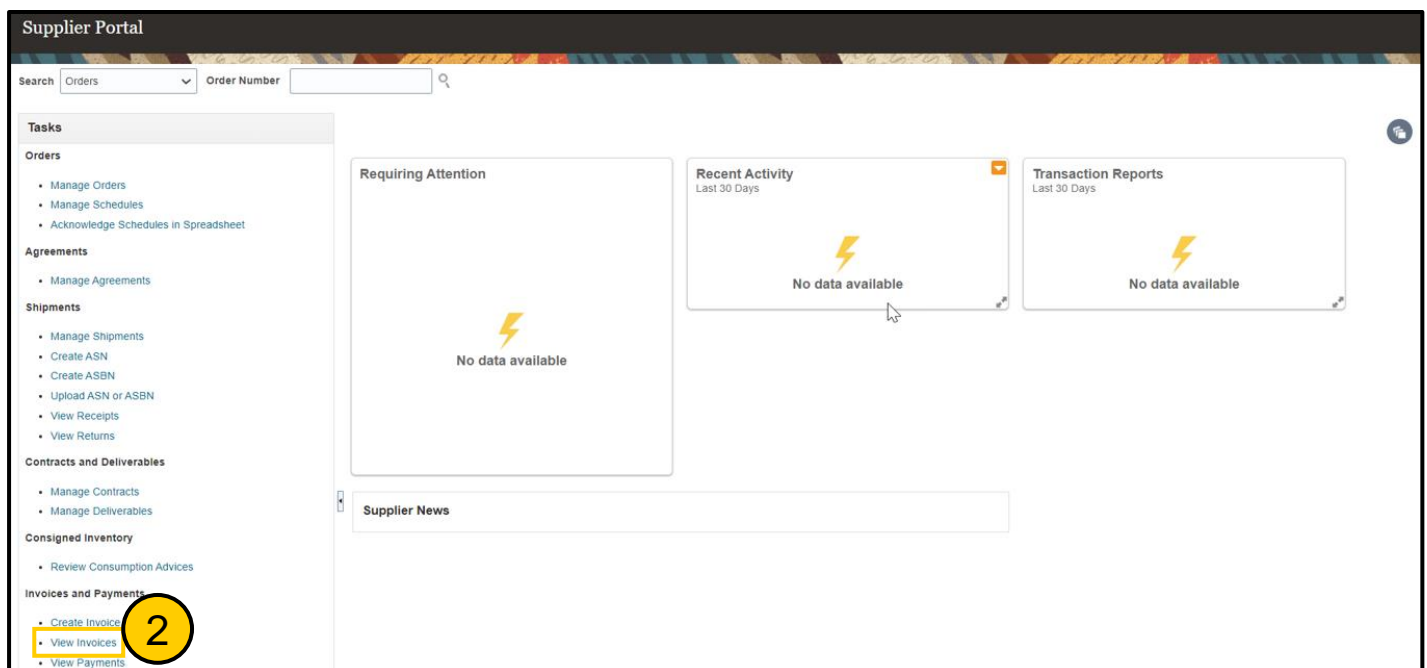 Supplier Portal
Search Orders Order Number
Tasks
Orders
• Manage Orders
• Manage Schedules
• Acknowledge Schedules in Spreadsheet
Agreements
• Manage Agreements
Shipments
• Manage Shipments
• Create ASN
• Create ASBN
• Upload ASN or ASBN
• View Receipts
• View Returns
Contracts and Deliverables
• Manage Contracts
• Manage Deliverables
Consigned Inventory
• Review Consumption Advices
Invoices and Payments
• Create Invoice
• View Invoices
• View Payments
2
Requiring Attention
No data available
Recent Activity
Last 30 Days
No data available
Transaction Reports
Last 30 Days
No data available
Supplier News